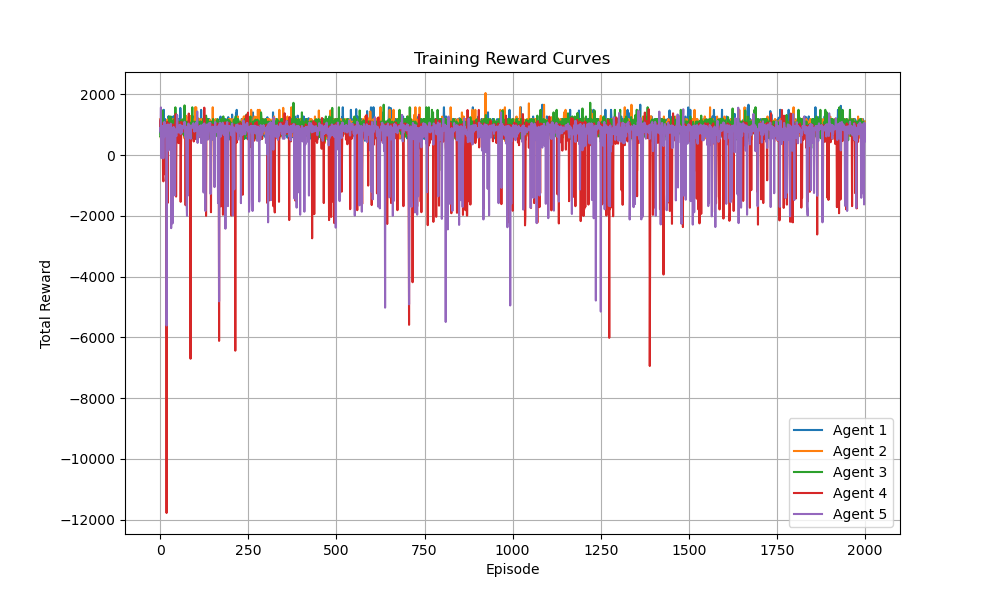 Training Reward Curves
2000
0
−2000
−4000
−6000
−8000
−10000
−12000
Total Reward
0 250 500 750 1000 1250 1500 1750 2000
Episode
Agent 1
Agent 2
Agent 3
Agent 4
Agent 5